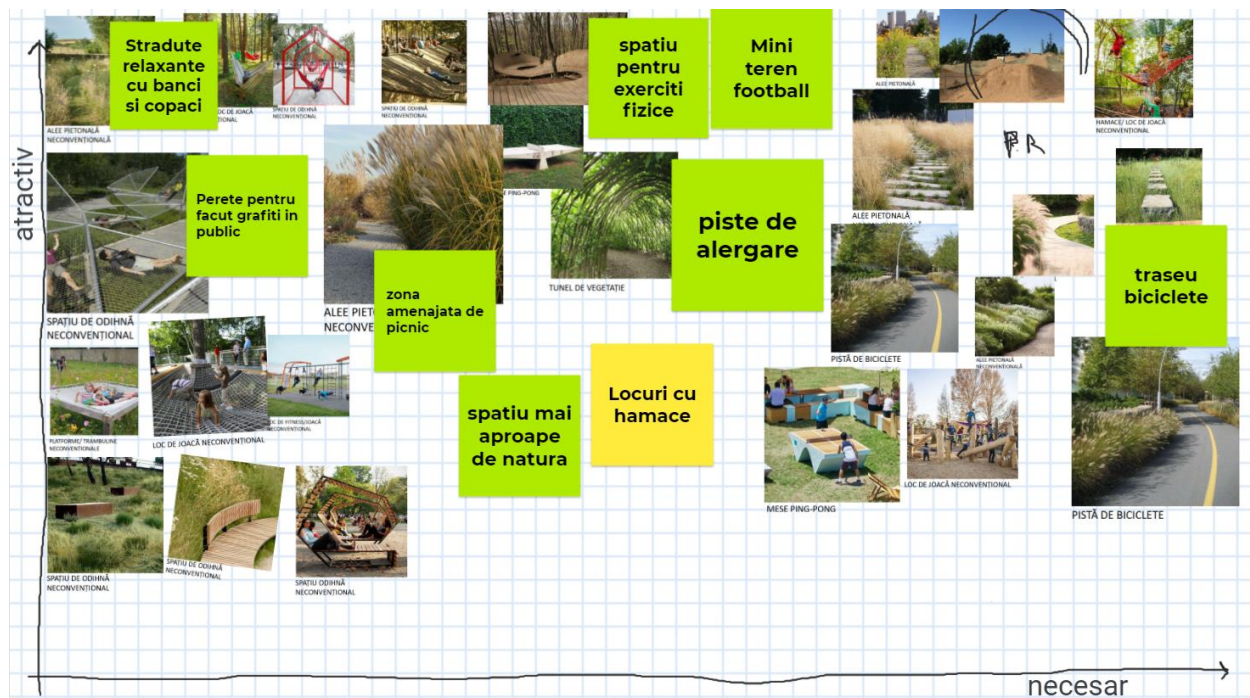 atractiv
Stradute
relaxante
cu banci
si copaci
spatiu
pentru
exerciti
fizice
Mini
teren
football
ALEE PIETONALĂ
NECONVENȚIONALĂ
LOC DE JOACĂ
SPAȚIU DE ODIHNĂ
NECONVENȚIONAL
SPAȚIU DE ODIHNĂ
NECONVENȚIONAL
ALEE PIETONALĂ
HAMACE/ LOC DE JOACĂ
NECONVENȚIONAL
P.R
Perete pentru
facut grafiti in
public
PING-PONG
piste de
alergare
ALEE PIETONALĂ
traseu
biciclete
zona
amenajata de
picnic
TUNEL DE VEGETAȚIE
SPAȚIU DE ODIHNĂ
NECONVENȚIONAL
PISTĂ DE BICICLETE
ALEE PIETONALĂ
NECONVENȚIONALĂ
spatiu mai
aproape
de natura
Locuri cu
hamace
PLATFORME/ TRAMBULINE
NECONVENȚIONALE
LOC DE JOACĂ NECONVENȚIONAL
LOC DE FITNESS/JOACĂ
NECONVENȚIONAL
LOC DE JOACĂ NECONVENȚIONAL
MESE PING-PONG
PISTĂ DE BICICLETE
SPAȚIU DE ODIHNĂ
NECONVENȚIONAL
SPAȚIU DE ODIHNĂ
NECONVENȚIONAL
SPAȚIU ODIHNĂ
NECONVENȚIONAL
necesar